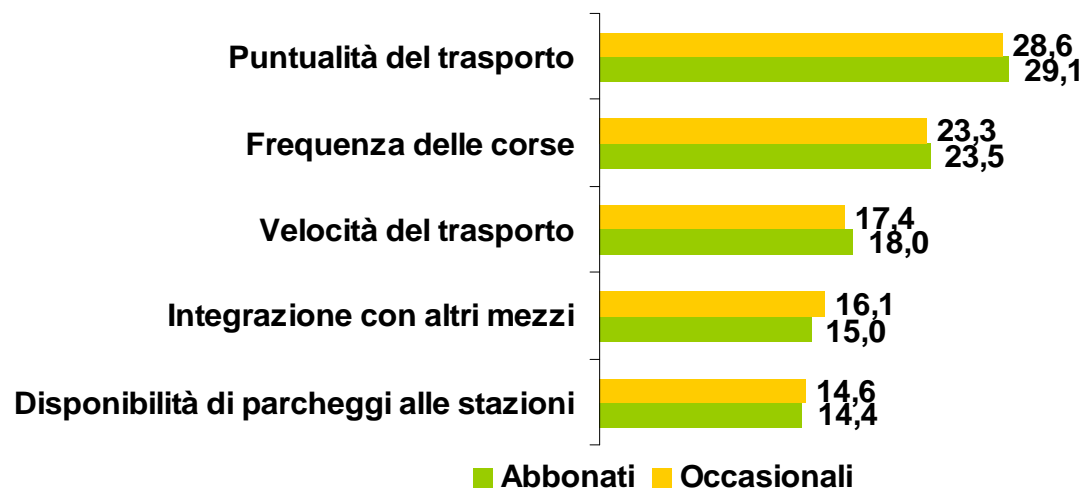 Puntualità del trasporto
28,6
29,1
Frequenza delle corse
23,3
23,5
Velocità del trasporto
17,4
18,0
Integrazione con altri mezzi
16,1
15,0
Disponibilità di parcheggi alle stazioni
14,6
14,4
Abbonati Occasionali